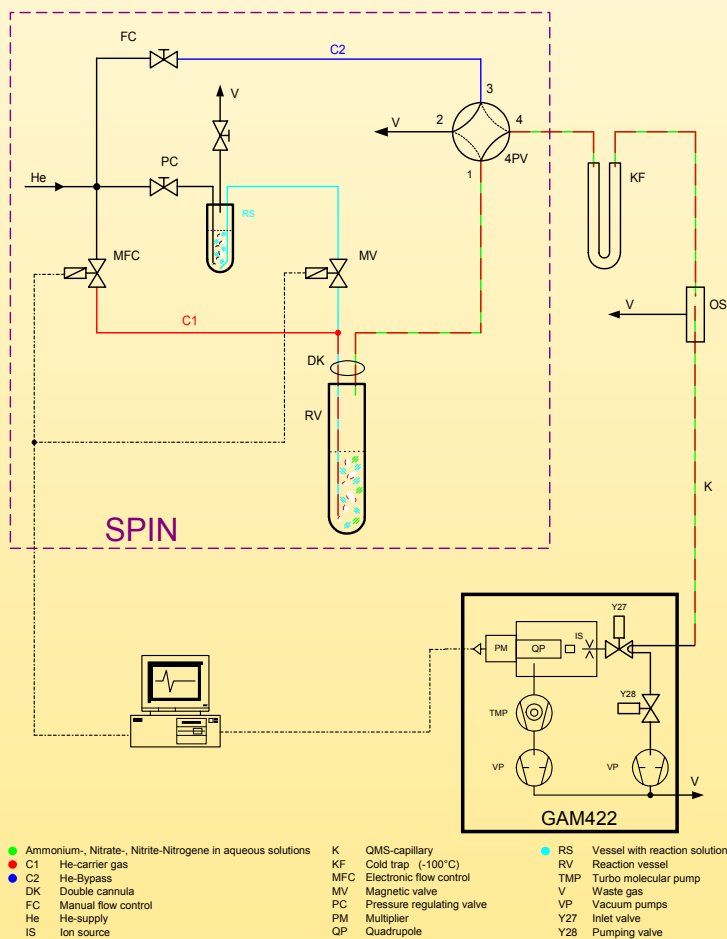 FC
C2
V
3
V
2
4
4PV
PC
KF
He
1
RS
MFC
MV
OS
V
C1
DK
RV
K
SPIN
Y27
IS
PM
QP
Y28
TMP
VP
VP
V
GAM422
Ammonium-, Nitrate-, Nitrite-Nitrogene in aqueous solutions
C1 He-carrier gas
C2 He-Bypass
DK Double cannula
FC Manual flow control
He He-supply
IS Ion source
K QMS-capillary
KF Cold trap (-100°C)
MFC Electronic flow control
MV Magnetic valve
PC Pressure regulating valve
PM Multiplier
QP Quadrupole
RS Vessel with reaction solution
RV Reaction vessel
TMP Turbo molecular pump
V Waste gas
VP Vacuum pumps
Y27 Inlet valve
Y28 Pumping valve